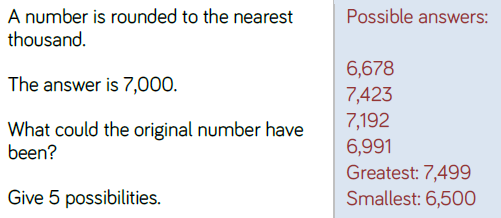 A number is rounded to the nearest
thousand.
The answer is 7,000.
What could the original number have
been?
Give 5 possibilities.
Possible answers:
6,678
7,423
7,192
6,991
Greatest: 7,499
Smallest: 6,500